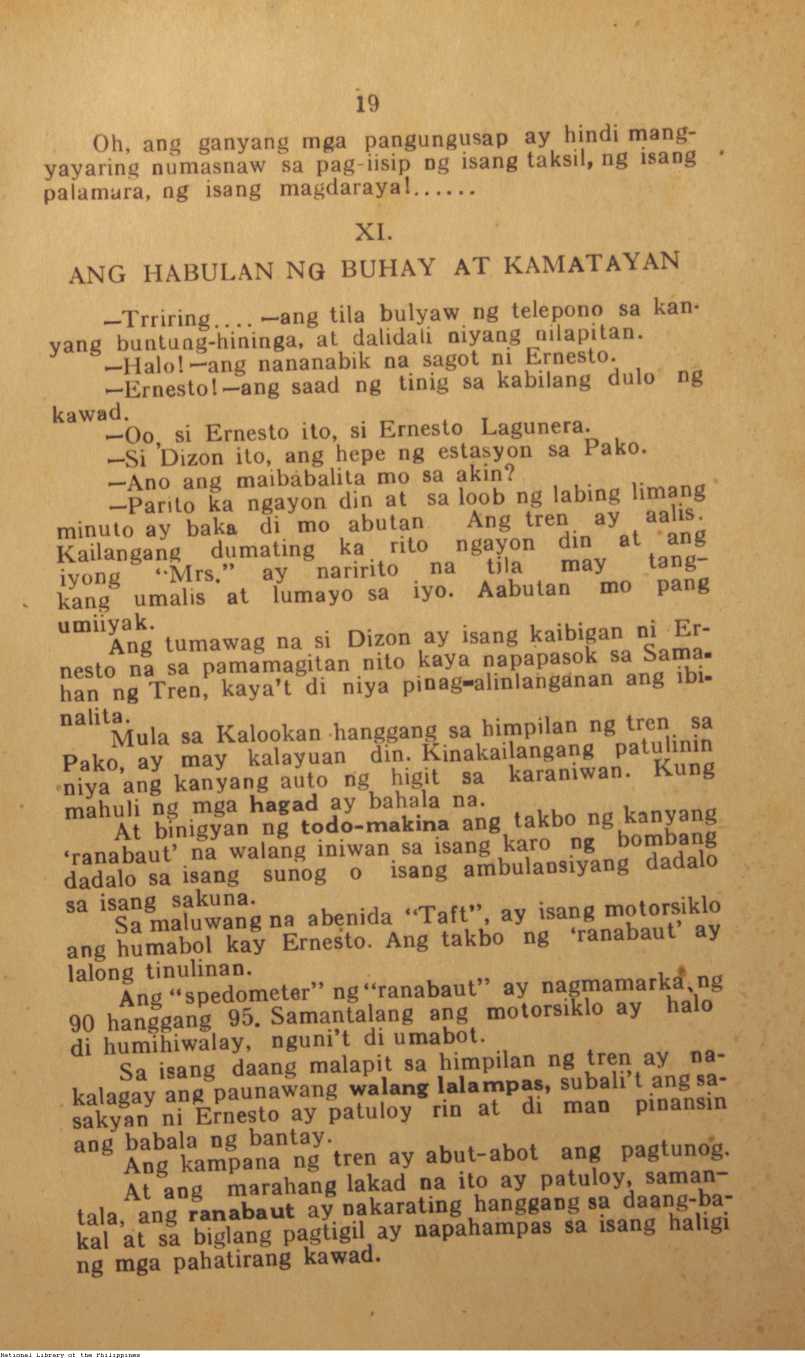 19
Oh, ang ganyang mga pangungusap ay hindi mang-
yayaring numasnaw sa pag-iisip ng isang taksil, ng isang
palamara, ng isang magdaraya!......
XI.
ANG HABULAN NG BUHAY AT KAMATAYAN
—Trriring.... —ang tila bulyaw ng telepono sa kan-
yang buntung-hininga, at dalidali niyang nilapitan.
—Halo!—ang nananabik na sagot ni Ernesto.
—Ernesto!—ang saad ng tinig sa kabilang dulo ng
kawad.
—Oo, si Ernesto ito, si Ernesto Lagunera.
—Si Dizon ito, ang hepe ng estasyon sa Pako.
—Ano ang maibabalita mo sa akin?
—Parito ka ngayon din at sa loob ng labing limang
minuto ay baka di mo abutan Ang tren ay aalis.
Kailangang dumating ka rito ngayon din at ang
iyong “Mrs.” ay naririto na tila may tang-
kang umalis at lumayo sa iyo. Aabutan mo pang
umiiyak.
Ang tumawag na si Dizon ay isang kaibigan ni Er-
nesto na sa pamamagitan nito kaya napapasok sa Sama-
han ng Tren, kaya’t di niya pinag-alinlanganan ang ibi-
nalita.
Mula sa Kalookan hanggang sa himpilan ng tren sa
Pako, ay may kalayuan din. Kinakailangang patulinin
niya ang kanyang auto ng higit sa karaniwan. Kung
mahuli ng mga hagad ay bahala na.
At binigyan ng todo-makina ang takbo ng kanyang
‘ranabaut’ na walang iniwan sa isang karo ng bombang
dadalo sa isang sunog o isang ambulansiyang dadalo
sa isang sakuna.
Sa maluwang na abenida “Taft”, ay isang motorsiklo
ang humabol kay Ernesto. Ang takbo ng ‘ranabaut’ ay
lalong tinulinan.
Ang “spedometer” ng “ranabaut” ay nagmamarka ng
90 hanggang 95. Samantalang ang motorsiklo ay halo
di humihiwalay, nguni’t di umabot.
Sa isang daang malapit sa himpilan ng tren ay na-
kalagay ang paunawang walang lalampas, subali’t ang sa-
sakyan ni Ernesto ay patuloy rin at di man pinansin
ang babala ng bantay.
Ang kampana ng tren ay abut-abot ang pagtunog.
At ang marahang lakad na ito ay patuloy, saman-
tala, ang ranabaut ay nakarating hanggang sa daang-ba-
kal at sa biglang pagtigil ay napahampas sa isang haligi
ng mga pahatirang kawad.
National Library of the Philippines